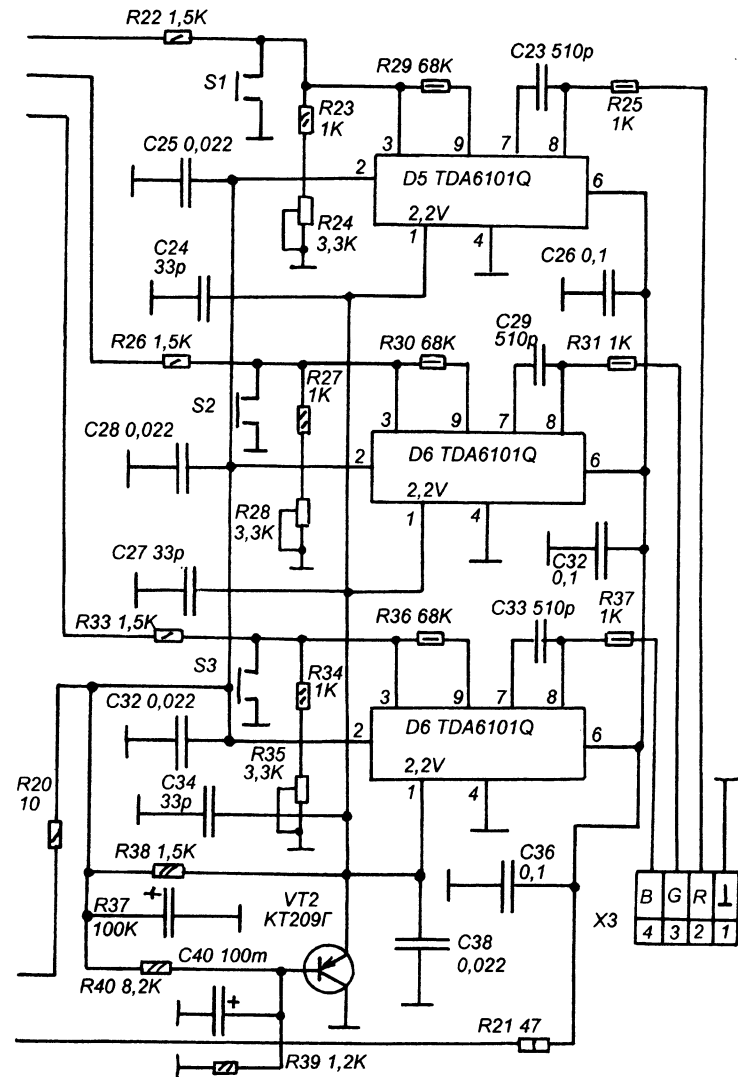 R22 1,5K
S1
R23
1K
R29 68K
C23 510p
R25
1K
3
9
7
8
C25 0,022
2
D5 TDA6101Q
6
2,2V
1
4
R24
3,3K
C24
33p
C26 0,1
R26 1,5K
R27
1K
R30 68K
C29
510p
R31 1K
S2
3
9
7
8
C28 0,022
2
D6 TDA6101Q
6
2,2V
1
4
R28
3,3K
C27 33p
C32
0,1
R33 1,5K
R36 68K
C33 510p
R37
1K
S3
R34
1K
3
9
7
8
C32 0,022
2
D6 TDA6101Q
6
2,2V
1
4
R35
3,3K
R20
10
C34
33p
R38 1,5K
C36
0,1
+
R37
100K
VT2
КТ209Г
C38
0,022
X3
B G R ⊥
4 3 2 1
C40 100m
R40 8,2K
+
R21 47
R39 1,2K